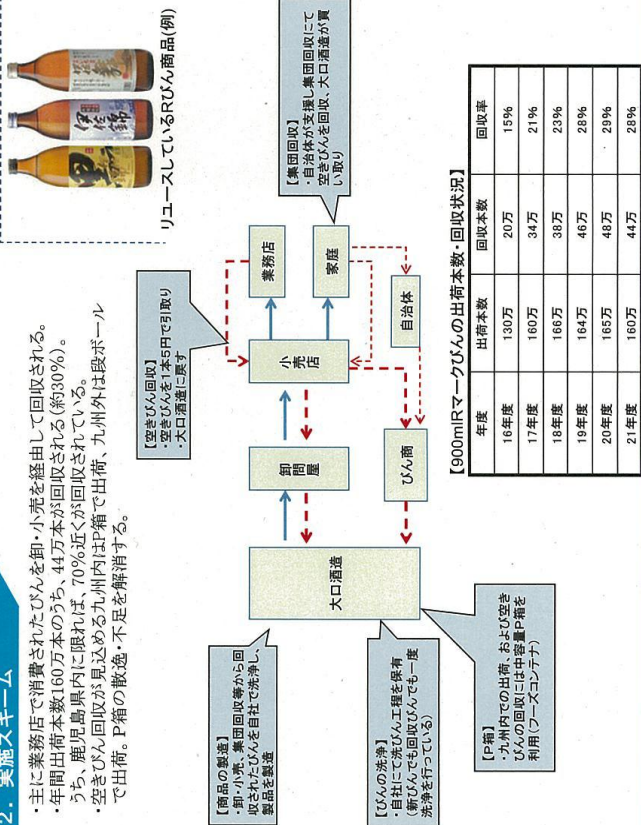 2. 実施スキーム
・主に業務店で消費されたびんを卸・小売を経由して回収される。
・年間出荷本数160万本のうち、44万本が回収される(約30%)。
うち、鹿児島県内に限れば、70%近くが回収されている。
・空きびん回収が見込める九州内はP箱で出荷、九州外は段ボール
で出荷。P箱の散逸・不足を解消する。
伊佐錦
リユースしているRびん商品(例)
【空きびん回収】
・空きびんを1本5円で引取り
・大口酒造に戻す
【集団回収】
・自治体が支援し集団回収にて
空きびんを回収、大口酒造が買
い取り
【商品の製造】
・卸・小売、集団回収等から回
収されたびんを自社で洗浄し、
製品を製造
大口酒造
卸
問
屋
小
売
店
業務店
家庭
自治体
びん商
【びんの洗浄】
・自社にて洗びん工程を保有
(新びんでも回収びんでも一度
洗浄を行っている)
【P箱】
・九州内での出荷、および空き
びんの回収には中容量P箱を
利用(フーズコンテナ)
【900mlRマークびんの出荷本数・回収状況】
年度 出荷本数 回収本数 回収率
16年度 130万 20万 15%
17年度 160万 34万 21%
18年度 166万 38万 23%
19年度 164万 46万 28%
20年度 165万 48万 29%
21年度 160万 44万 28%